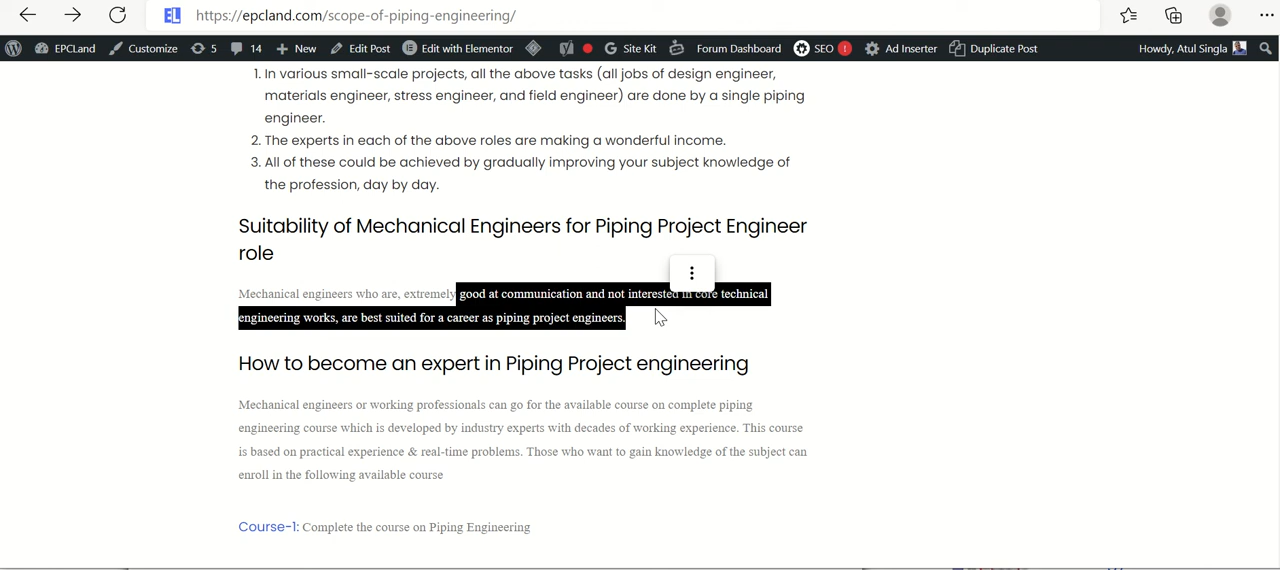 https://epcland.com/scope-of-piping-engineering/
EPCLand Customize 5 14 New Edit Post Edit with Elementor Site Kit Forum Dashboard SEO ! Ad Inserter Duplicate Post Howdy, Atul Singla
1. In various small-scale projects, all the above tasks (all jobs of design engineer,
materials engineer, stress engineer, and field engineer) are done by a single piping
engineer.
2. The experts in each of the above roles are making a wonderful income.
3. All of these could be achieved by gradually improving your subject knowledge of
the profession, day by day.
Suitability of Mechanical Engineers for Piping Project Engineer
role
Mechanical engineers who are, extremely good at communication and not interested in core technical
engineering works, are best suited for a career as piping project engineers.
How to become an expert in Piping Project engineering
Mechanical engineers or working professionals can go for the available course on complete piping
engineering course which is developed by industry experts with decades of working experience. This course
is based on practical experience & real-time problems. Those who want to gain knowledge of the subject can
enroll in the following available course
Course-1: Complete the course on Piping Engineering